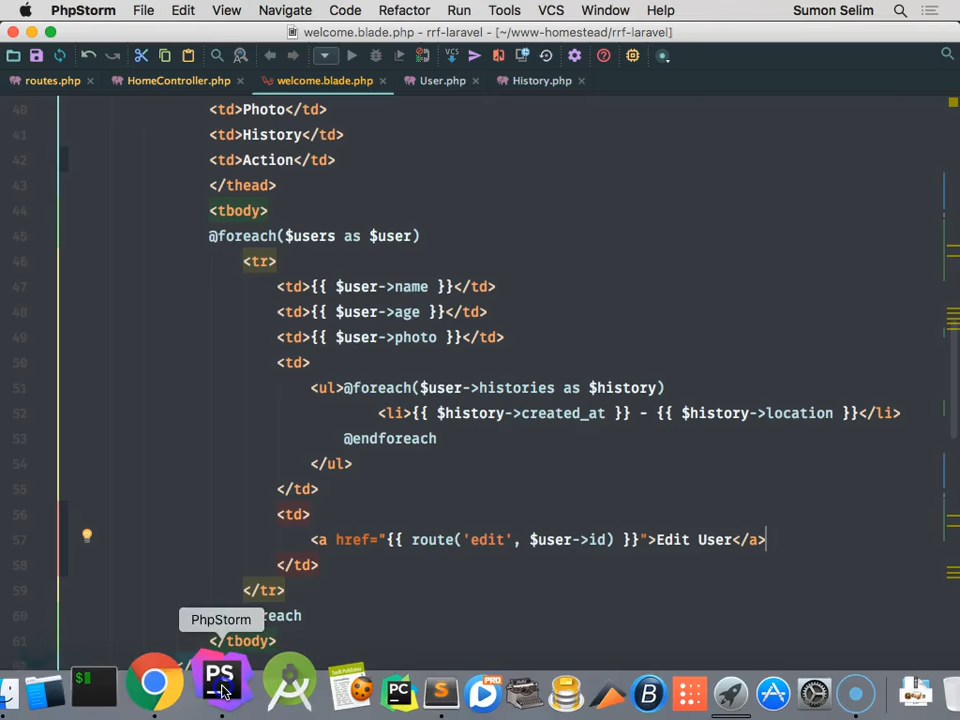 PhpStorm File Edit View Navigate Code Refactor Run Tools VCS Window Help Sumon Selim
welcome.blade.php - rrf-laravel - [~/www-homestead/rrf-laravel]
routes.php HomeController.php welcome.blade.php User.php History.php
40 <td>Photo</td>
41 <td>History</td>
42 <td>Action</td>
43 </thead>
44 <tbody>
45 @foreach($users as $user)
46 <tr>
47 <td>{{ $user->name }}</td>
48 <td>{{ $user->age }}</td>
49 <td>{{ $user->photo }}</td>
50 <td>
51 <ul>@foreach($user->histories as $history)
52 <li>{{ $history->created_at }} - {{ $history->location }}</li>
53 @endforeach
54 </ul>
55 </td>
56 <td>
57 <a href="{{ route('edit', $user->id) }}">Edit User</a>
58 </td>
59 </tr>
60 reach
PhpStorm
61 </tbody>
PS
PC
S
PRO
B